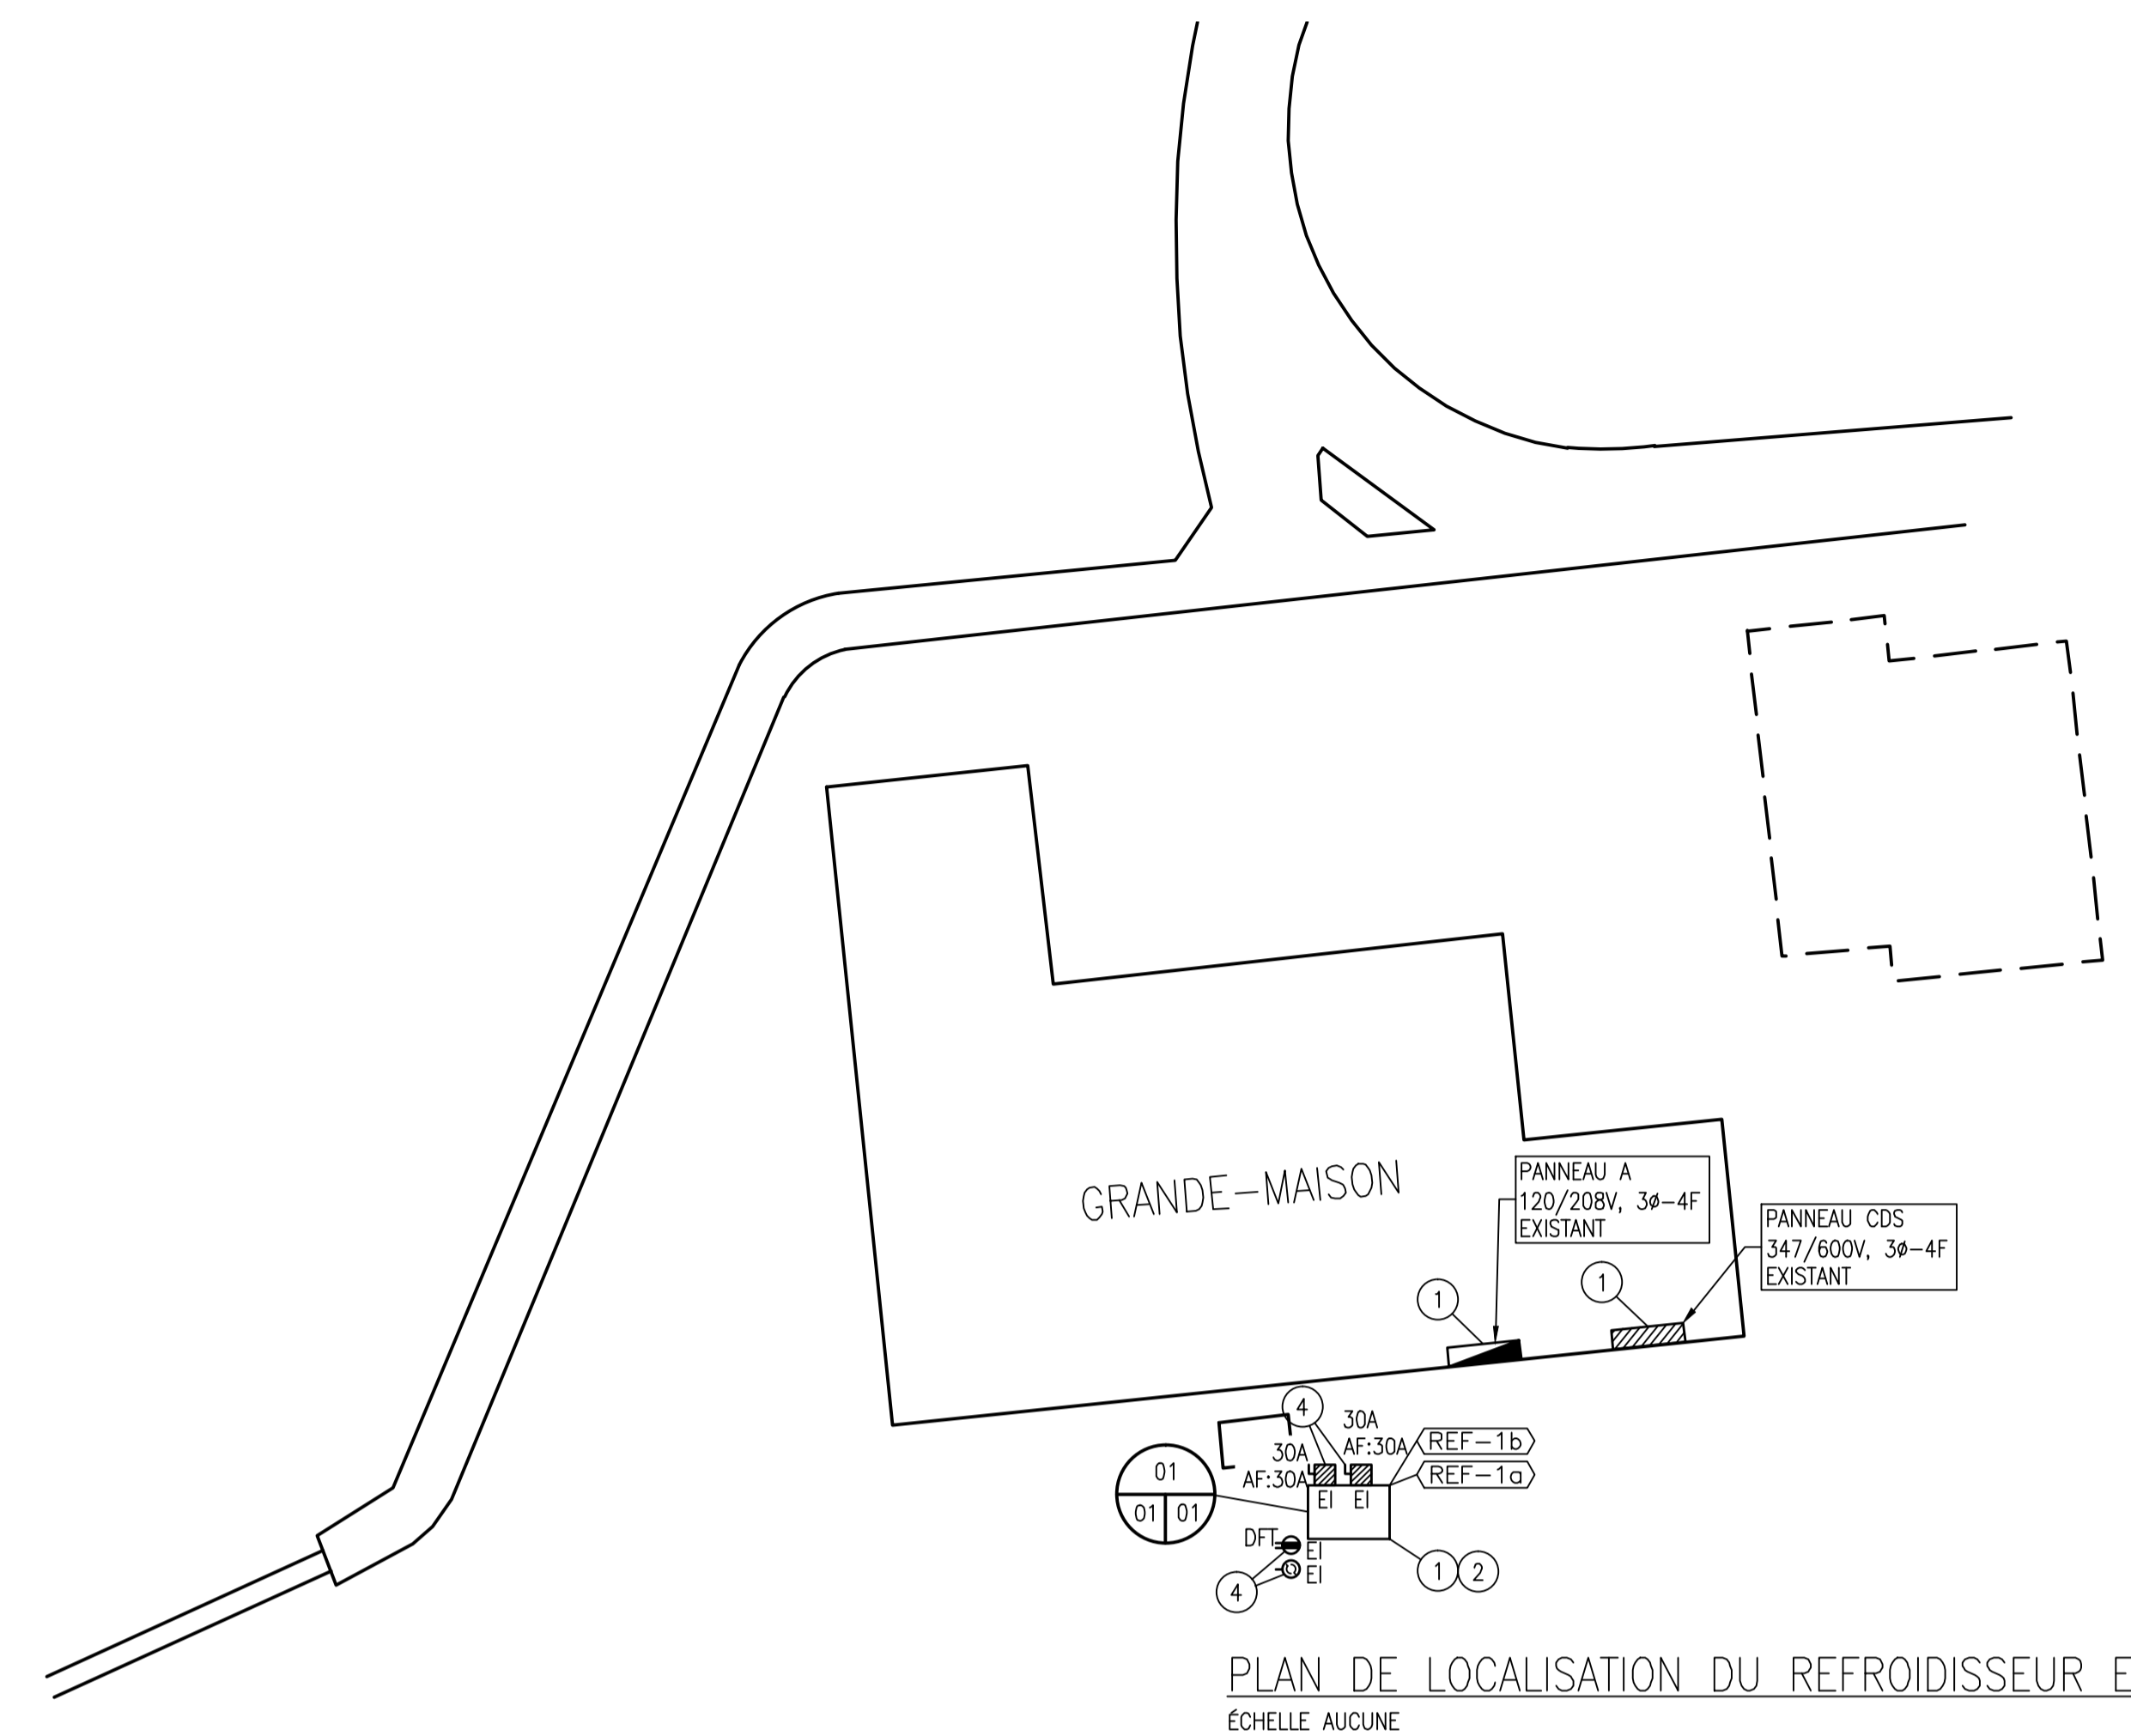 GRANDE-MAISON
PANNEAU A
120/208V, 3ø-4F
EXISTANT
PANNEAU CDS
347/600V, 3ø-4F
EXISTANT
1
1
4
30A
AF:30A
30A
AF:30A
REF-1b
REF-1a
01
01
01
EI
EI
DFT
EI
EI
4
1
2
PLAN DE LOCALISATION DU REFROIDISSEUR E
ÉCHELLE AUCUNE